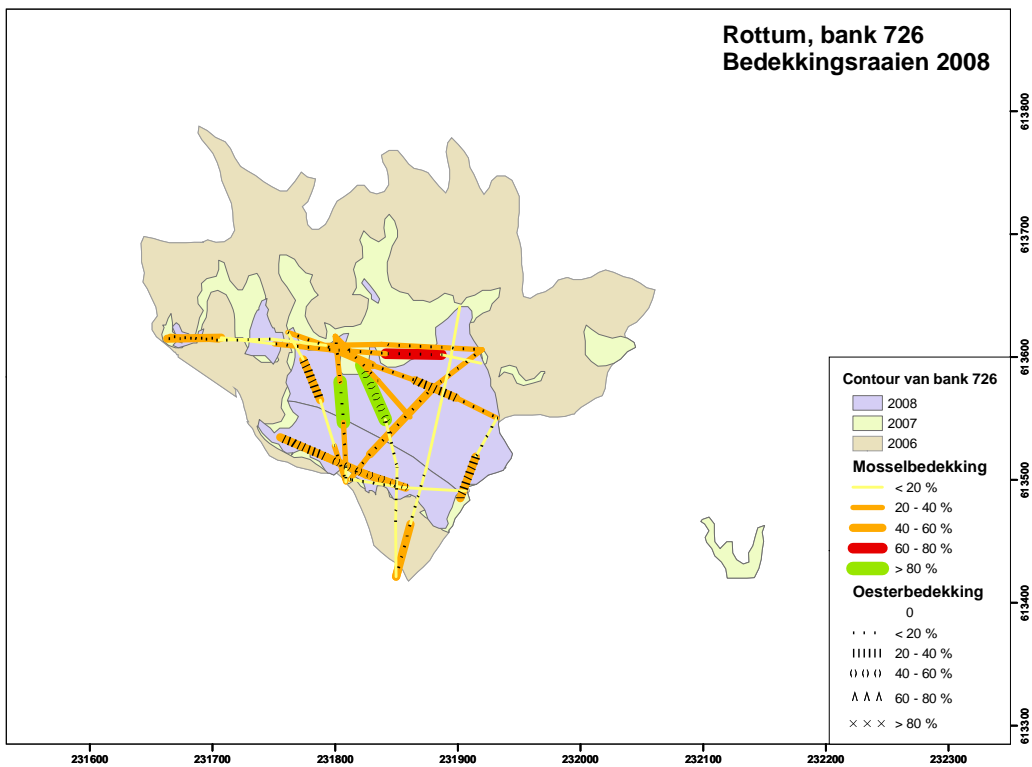 Rottum, bank 726
Bedekkingsraaien 2008
613800
613700
613600
613500
613400
613300
Contour van bank 726
2008
2007
2006
Mosselbedekking
< 20 %
20 - 40 %
40 - 60 %
60 - 80 %
> 80 %
Oesterbedekking
0
< 20 %
20 - 40 %
40 - 60 %
60 - 80 %
> 80 %
231600 231700 231800 231900 232000 232100 232200 232300